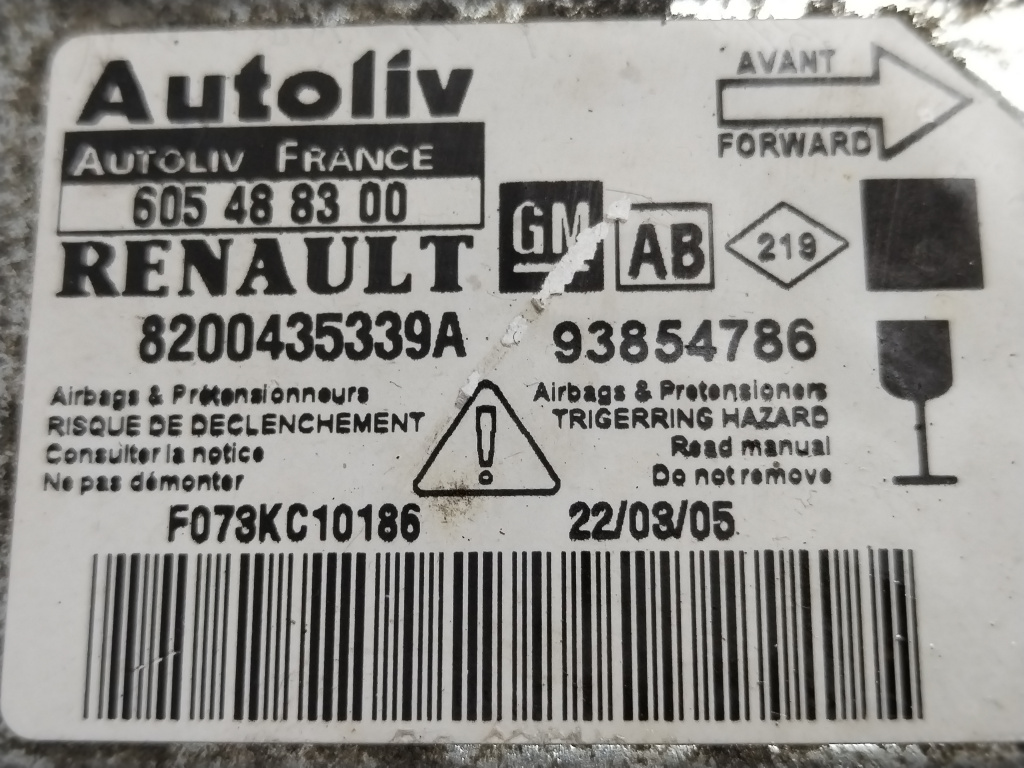 Autoliv
AVANT
AUTOLIV FRANCE
FORWARD
605 48 83 00
RENAULT
GM
AB
219
8200435339A
93854786
Airbags & Prétensionneurs
RISQUE DE DECLENCHEMENT
Consulter la notice
Ne pas démonter
!
Airbags & Pretensioners
TRIGERRING HAZARD
Read manual
Do not remove
F073KC10186
22/03/05